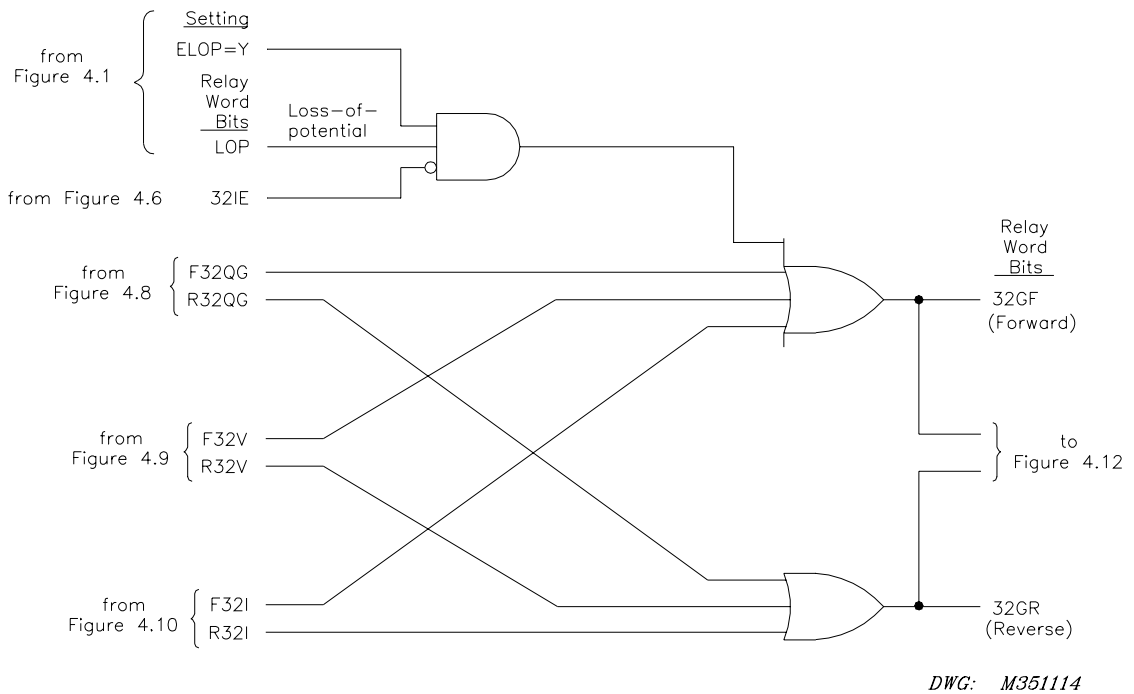 Setting
from
Figure 4.1
ELOP=Y
Relay
Word
Bits
Loss-of-
potential
LOP
from Figure 4.6
32IE
from
Figure 4.8
F32QG
R32QG
Relay
Word
Bits
32GF
(Forward)
from
Figure 4.9
F32V
R32V
to
Figure 4.12
from
Figure 4.10
F32I
R32I
32GR
(Reverse)
DWG: M351114